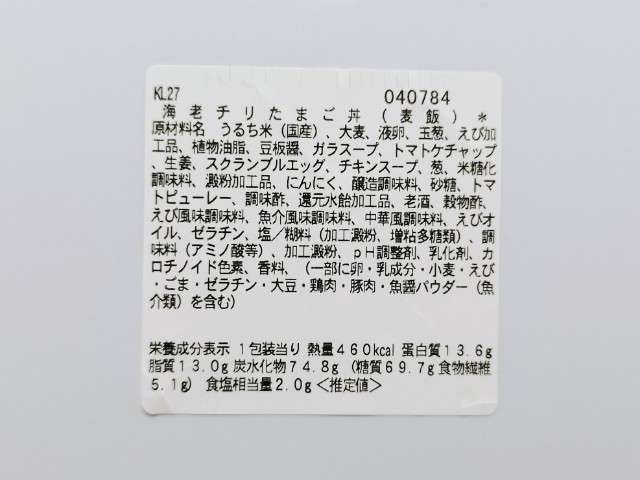 KL27 040784
海老チリたまご丼(麦飯)*
原材料名 うるち米(国産)、大麦、液卵、玉葱、えび加
工品、植物油脂、豆板醤、ガラスープ、トマトケチャップ
、生姜、スクランブルエッグ、チキンスープ、葱、米糖化
調味料、澱粉加工品、にんにく、醸造調味料、砂糖、トマ
トピューレー、調味酢、還元水飴加工品、老酒、穀物酢、
えび風味調味料、魚介風味調味料、中華風調味料、えびオ
イル、ゼラチン、塩/糊料(加工澱粉、増粘多糖類)、調
味料(アミノ酸等)、加工澱粉、pH調整剤、乳化剤、カ
ロチノイド色素、香料、(一部に卵・乳成分・小麦・えび
・ごま・ゼラチン・大豆・鶏肉・豚肉・魚醤パウダー(魚
介類)を含む)
栄養成分表示 1包装当り 熱量460kcal 蛋白質13.6g
脂質13.0g 炭水化物74.8g (糖質69.7g 食物繊維
5.1g) 食塩相当量2.0g<推定値>